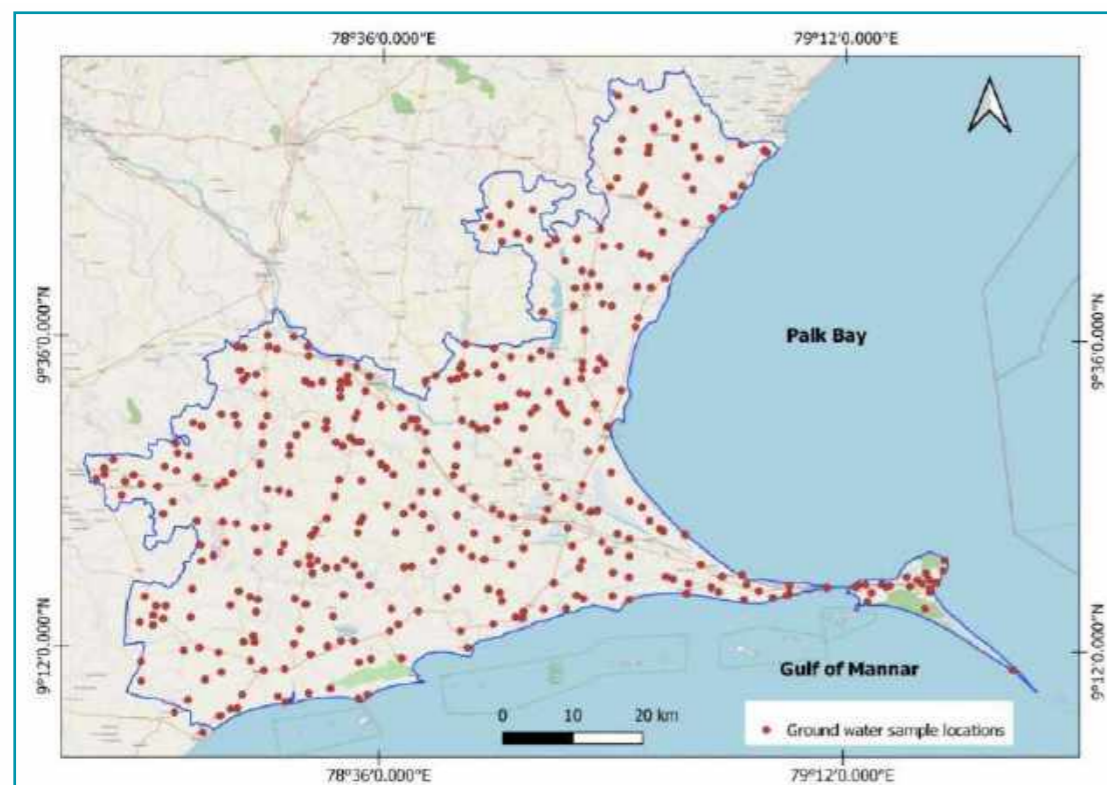 78°36'0.000"E 79°12'0.000"E
9°36'0.000"N 9°36'0.000"N
Palk Bay
9°12'0.000"N 9°12'0.000"N
Gulf of Mannar
0 10 20 km
Ground water sample locations
78°36'0.000"E 79°12'0.000"E